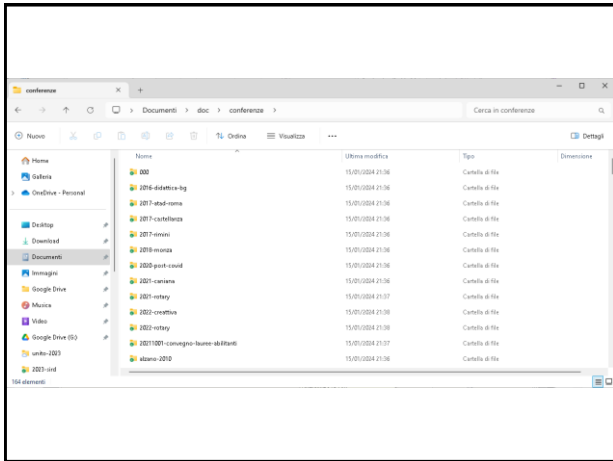 conferenze
Documenti > doc > conferenze >
Cerca in conferenze
Nuovo
Ordina
Visualizza
Dettagli
Nome Ultima modifica Tipo Dimensione
000 15/01/2024 21:36 Cartella di file
2016-didattica-bg 15/01/2024 21:36 Cartella di file
2017-atad-roma 15/01/2024 21:36 Cartella di file
2017-castellanza 15/01/2024 21:36 Cartella di file
2017-rimini 15/01/2024 21:36 Cartella di file
2018-monza 15/01/2024 21:36 Cartella di file
2020-port-covid 15/01/2024 21:36 Cartella di file
2021-caniana 15/01/2024 21:36 Cartella di file
2021-rotary 15/01/2024 21:37 Cartella di file
2022-creattiva 15/01/2024 21:38 Cartella di file
2022-rotary 15/01/2024 21:38 Cartella di file
20211001-convegno-lauree-abilitanti 15/01/2024 21:37 Cartella di file
alzano-2010 15/01/2024 21:36 Cartella di file
Home
Galleria
OneDrive - Personal
Desktop
Download
Documenti
Immagini
Google Drive
Musica
Video
Google Drive (G:)
unito-2023
2023-sird
164 elementi